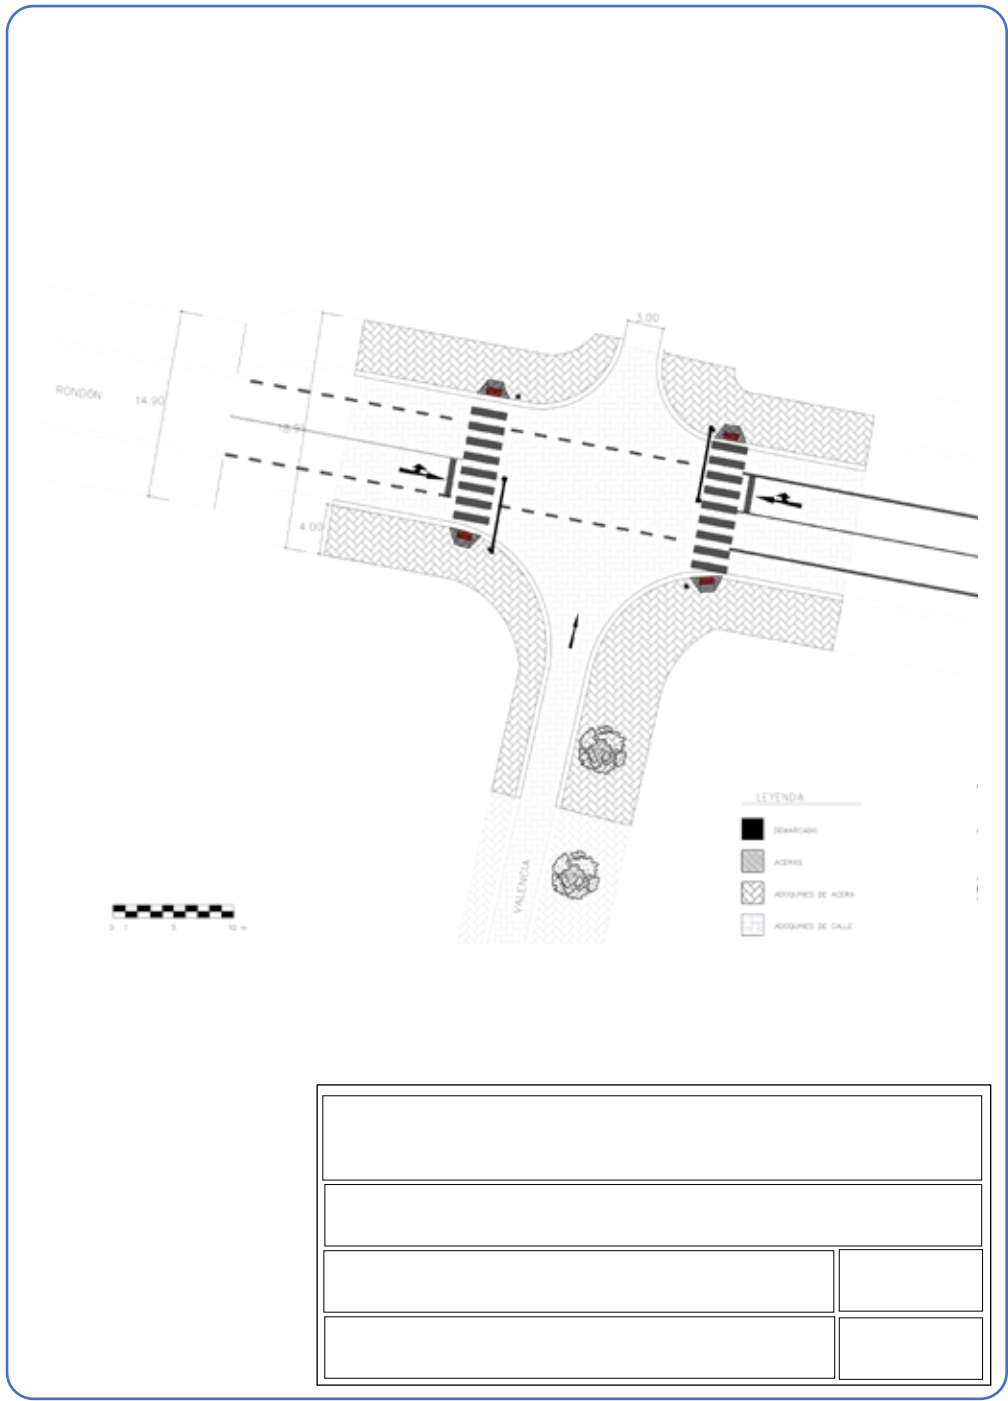 3.00
RONDÓN
14.90
4.00
LEYENDA
DEMARCADO
ACERAS
ADOQUINES DE ACERA
ADOQUINES DE CALLE
VALENCIA
0 1 5 10 m